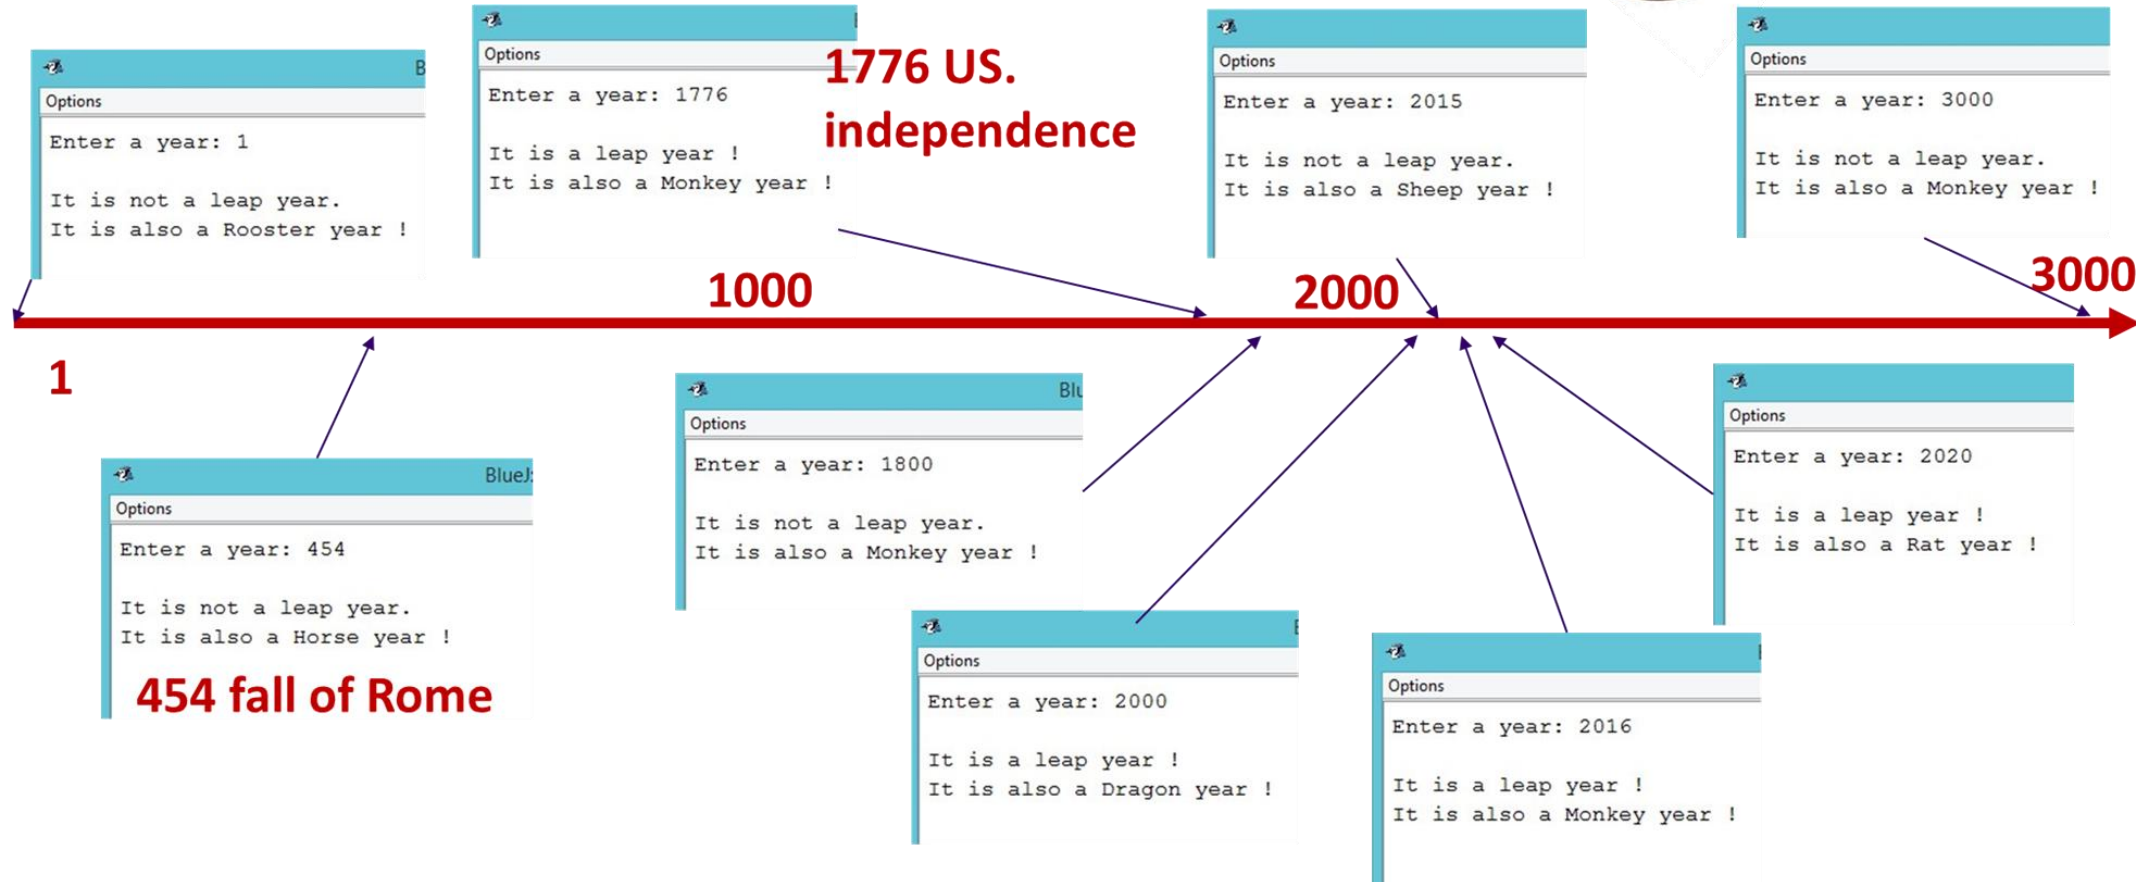 B
Options
Enter a year: 1
It is not a leap year.
It is also a Rooster year !
Options
Enter a year: 1776
It is a leap year !
It is also a Monkey year !
1776 US.
independence
Options
Enter a year: 2015
It is not a leap year.
It is also a Sheep year !
Options
Enter a year: 3000
It is not a leap year.
It is also a Monkey year !
1000
2000
3000
1
BlueJ:
Options
Enter a year: 454
It is not a leap year.
It is also a Horse year !
454 fall of Rome
Blu
Options
Enter a year: 1800
It is not a leap year.
It is also a Monkey year !
Options
Enter a year: 2000
It is a leap year !
It is also a Dragon year !
Options
Enter a year: 2016
It is a leap year !
It is also a Monkey year !
Options
Enter a year: 2020
It is a leap year !
It is also a Rat year !